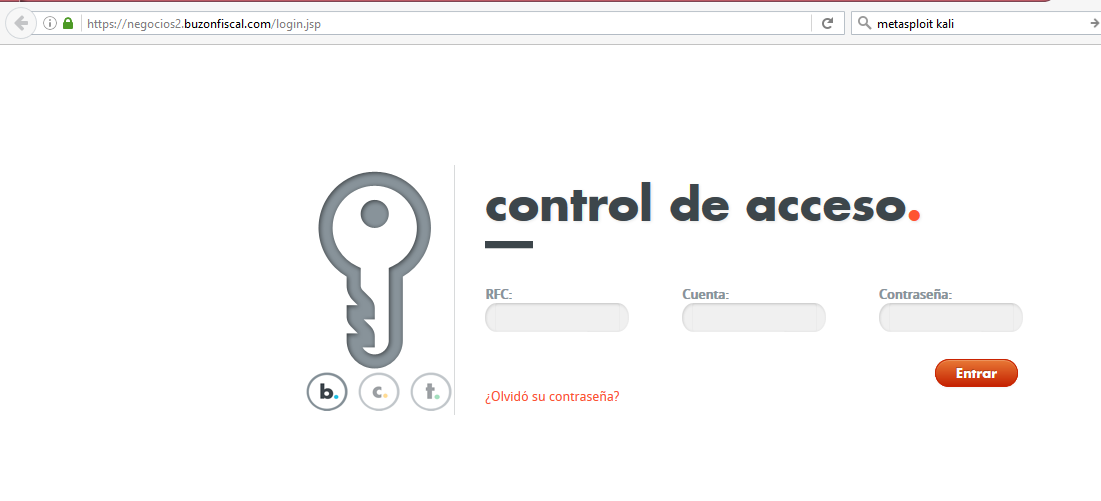 https://negocios2.buzonfiscal.com/login.jsp
metasploit kali
control de acceso.
RFC:
Cuenta:
Contraseña:
Entrar
b. c. t.
¿Olvidó su contraseña?